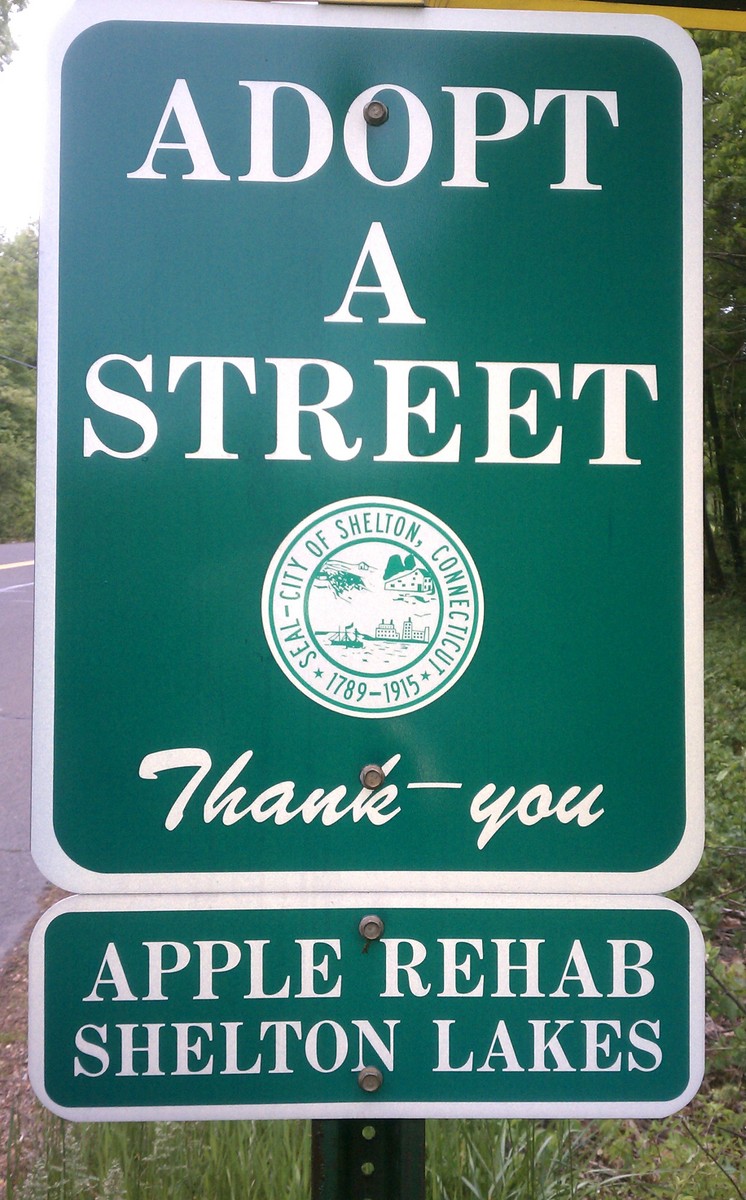 ADOPT
A
STREET
SEAL-CITY OF SHELTON, CONNECTICUT
★ 1789-1915 ★
Thank-you
APPLE REHAB
SHELTON LAKES